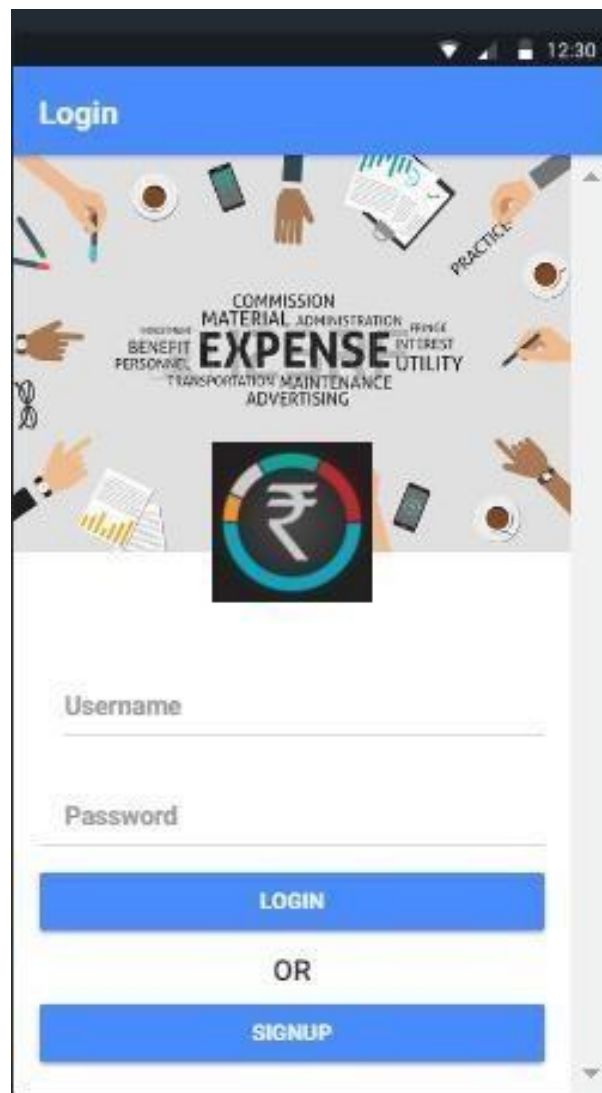 12:30
Login
PRACTICE
COMMISSION
MATERIAL ADMINISTRATION
FRINGE
BENEFIT EXPENSE INTEREST
PERSONNEL UTILITY
TRANSPORTATION MAINTENANCE
ADVERTISING
₹
Username
Password
LOGIN
OR
SIGNUP